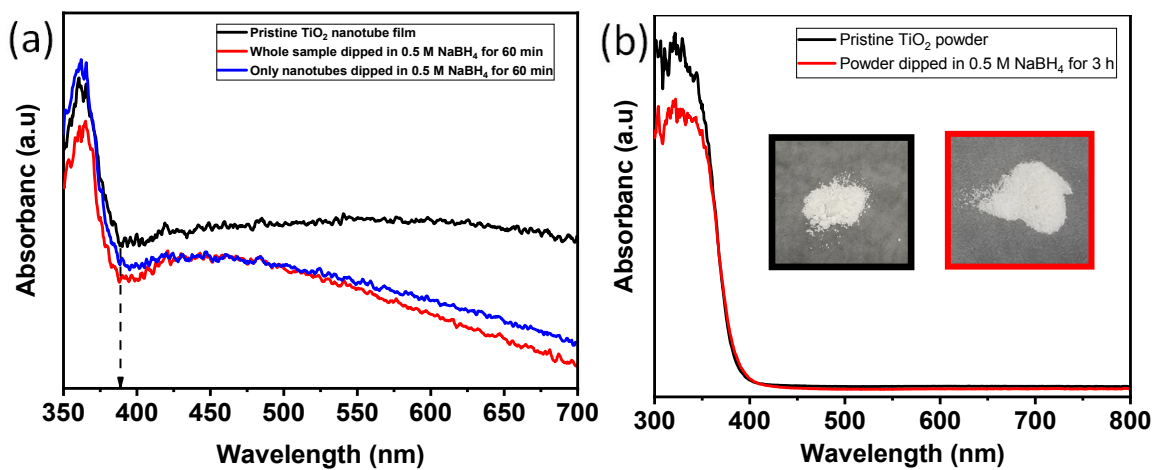 (a)
Pristine TiO₂ nanotube film
Whole sample dipped in 0.5 M NaBH₄ for 60 min
Only nanotubes dipped in 0.5 M NaBH₄ for 60 min
Absorbanc (a.u)
350 400 450 500 550 600 650 700
Wavelength (nm)
(b)
Pristine TiO₂ powder
Powder dipped in 0.5 M NaBH₄ for 3 h
Absorbanc (a.u)
300 400 500 600 700 800
Wavelength (nm)